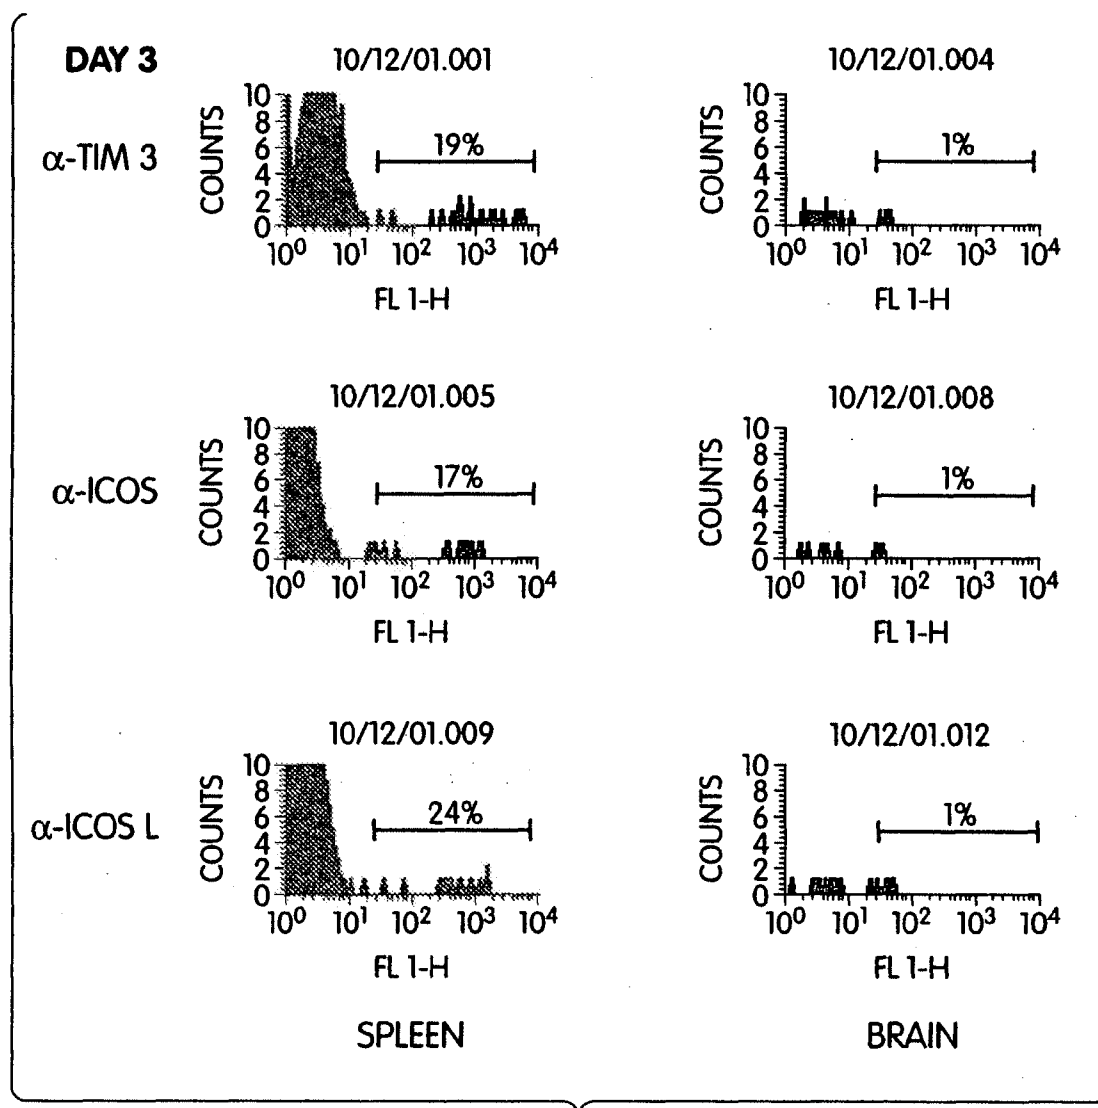 DAY 3
10/12/01.001
10/12/01.004
α-TIM 3
COUNTS
10
8
6
4
2
0
19%
10⁰ 10¹ 10² 10³ 10⁴
FL 1-H
COUNTS
10
8
6
4
2
0
1%
10⁰ 10¹ 10² 10³ 10⁴
FL 1-H
10/12/01.005
10/12/01.008
α-ICOS
COUNTS
10
8
6
4
2
0
17%
10⁰ 10¹ 10² 10³ 10⁴
FL 1-H
COUNTS
10
8
6
4
2
0
1%
10⁰ 10¹ 10² 10³ 10⁴
FL 1-H
10/12/01.009
10/12/01.012
α-ICOS L
COUNTS
10
8
6
4
2
0
24%
10⁰ 10¹ 10² 10³ 10⁴
FL 1-H
COUNTS
10
8
6
4
2
0
1%
10⁰ 10¹ 10² 10³ 10⁴
FL 1-H
SPLEEN
BRAIN